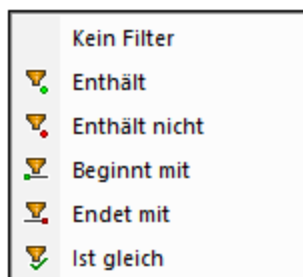 Kein Filter
Enthält
Enthält nicht
Beginnt mit
Endet mit
Ist gleich